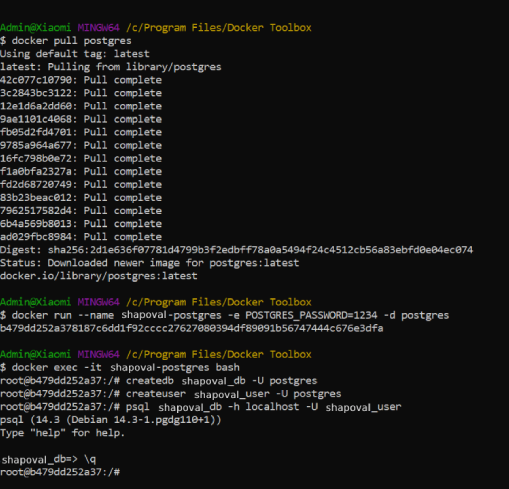 Admin@Xiaomi MINGW64 /c/Program Files/Docker Toolbox
$ docker pull postgres
Using default tag: latest
latest: Pulling from library/postgres
42c077c10790: Pull complete
3c2843bc3122: Pull complete
12e1d6a2dd60: Pull complete
9ae1101c4068: Pull complete
fb05d2fd4701: Pull complete
9785a964a677: Pull complete
16fc798b0e72: Pull complete
f1a0bfa2327a: Pull complete
fd2d68720749: Pull complete
83b23beac012: Pull complete
7962517582d4: Pull complete
6b4a569b8013: Pull complete
ad029fbc8984: Pull complete
Digest: sha256:2d1e636f07781d4799b3f2edbff78a0a5494f24c4512cb56a83ebfd0e04ec074
Status: Downloaded newer image for postgres:latest
docker.io/library/postgres:latest
Admin@Xiaomi MINGW64 /c/Program Files/Docker Toolbox
$ docker run --name shapoval-postgres -e POSTGRES_PASSWORD=1234 -d postgres
b479dd252a378187c6dd1f92cccc27627080394df89091b56747444c676e3dfa
Admin@Xiaomi MINGW64 /c/Program Files/Docker Toolbox
$ docker exec -it shapoval-postgres bash
root@b479dd252a37:/# createdb shapoval_db -U postgres
root@b479dd252a37:/# createuser shapoval_user -U postgres
root@b479dd252a37:/# psql shapoval_db -h localhost -U shapoval_user
psql (14.3 (Debian 14.3-1.pgdg110+1))
Type "help" for help.
shapoval_db=> \q
root@b479dd252a37:/#